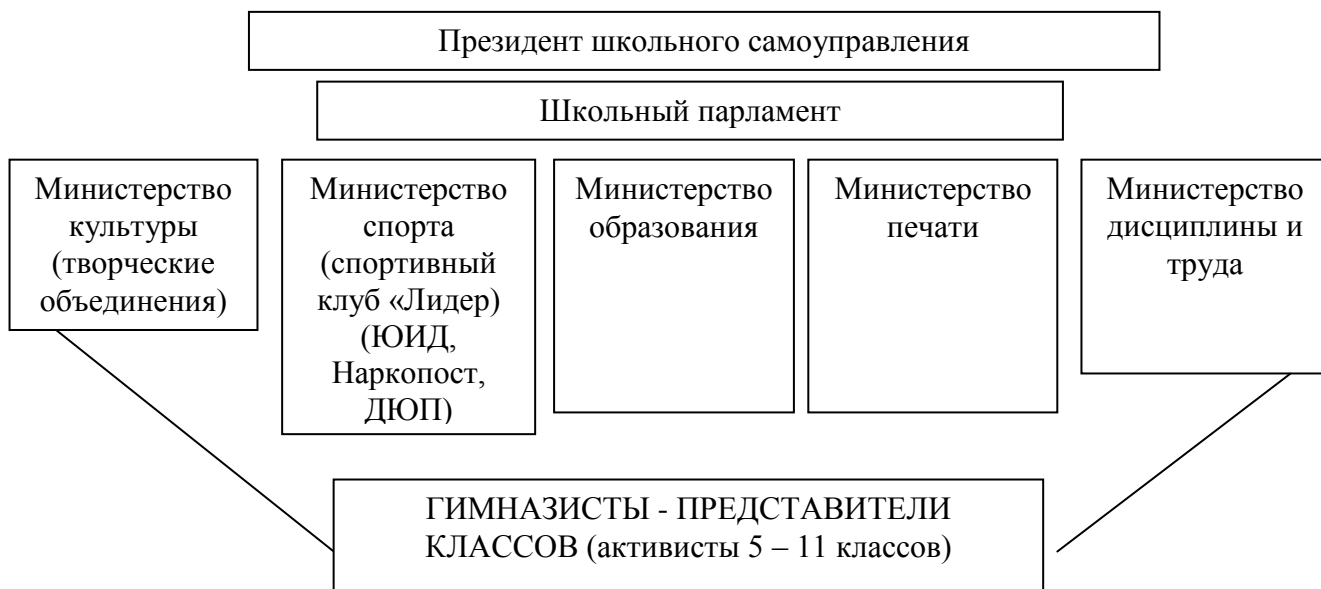 Президент школьного самоуправления
Школьный парламент
Министерство
культуры
(творческие
объединения)
Министерство
спорта
(спортивный
клуб «Лидер)
(ЮИД,
Наркопост,
ДЮП)
Министерство
образования
Министерство
печати
Министерство
дисциплины и
труда
ГИМНАЗИСТЫ - ПРЕДСТАВИТЕЛИ
КЛАССОВ (активисты 5 – 11 классов)